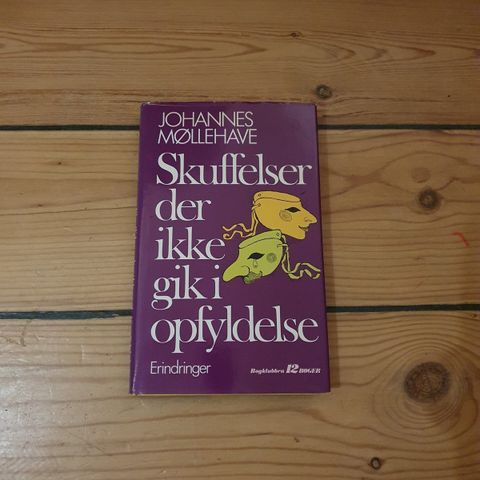 JOHANNES
MØLLEHAVE
Skuffelser
der
ikke
gik i
opfyldelse
Erindringer
Bogklubben 12 BØGER